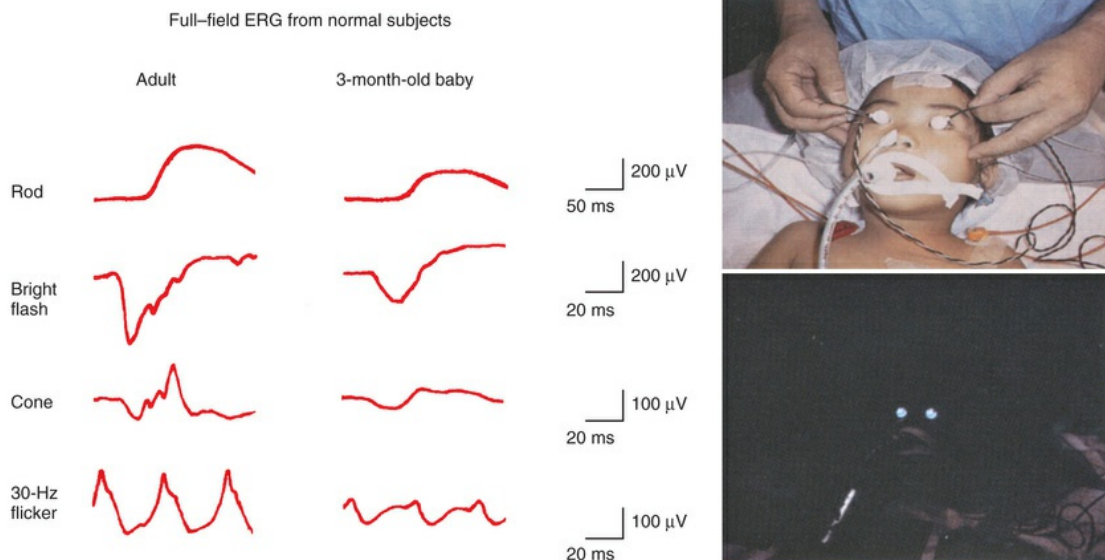 Full–field ERG from normal subjects
Adult
3-month-old baby
Rod
200 μV
50 ms
Bright
flash
200 μV
20 ms
Cone
100 μV
20 ms
30-Hz
flicker
100 μV
20 ms